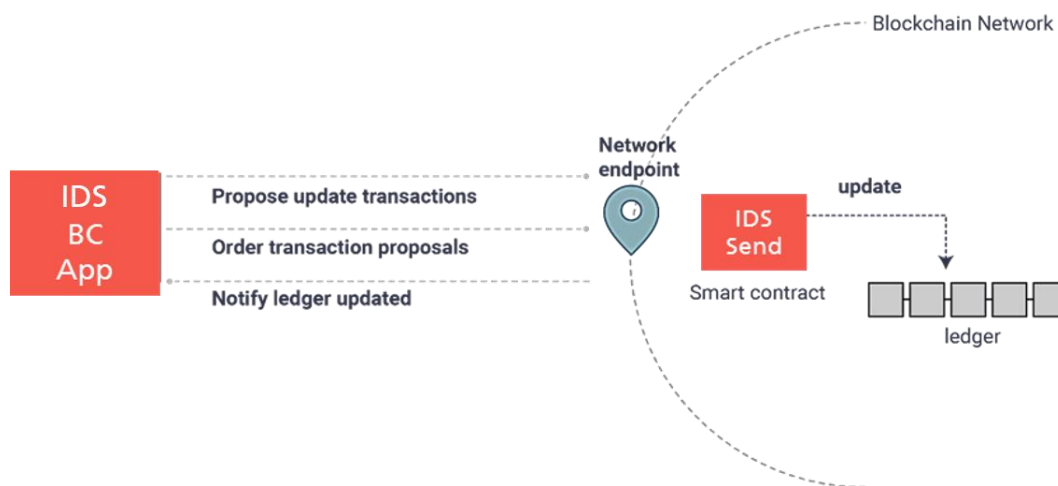 Blockchain Network
Network
endpoint
IDS
BC
App
Propose update transactions
Order transaction proposals
Notify ledger updated
IDS
Send
Smart contract
update
ledger